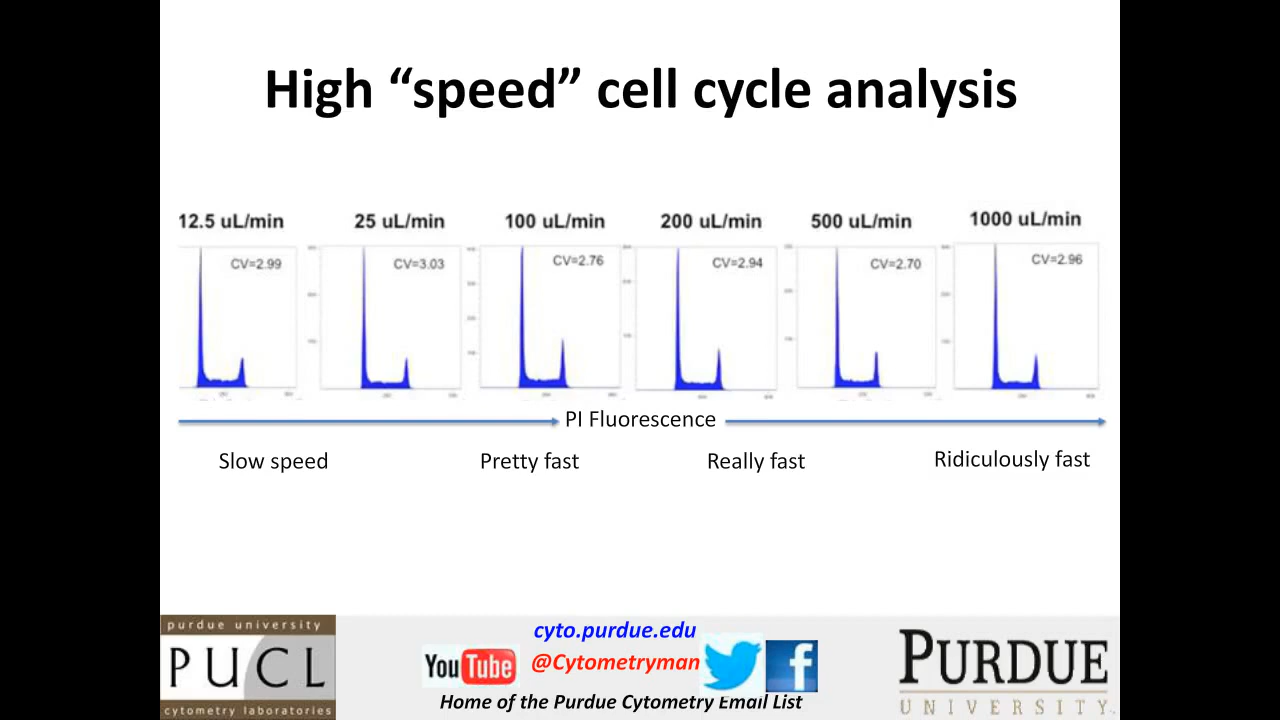 High “speed” cell cycle analysis
12.5 uL/min 25 uL/min 100 uL/min 200 uL/min 500 uL/min 1000 uL/min
CV=2.99 CV=3.03 CV=2.76 CV=2.94 CV=2.70 CV=2.96
PI Fluorescence
Slow speed Pretty fast Really fast Ridiculously fast
purdue university
PUCL
cytometry laboratories
cyto.purdue.edu
YouTube @Cytometryman f
Home of the Purdue Cytometry Email List
PURDUE
UNIVERSITY